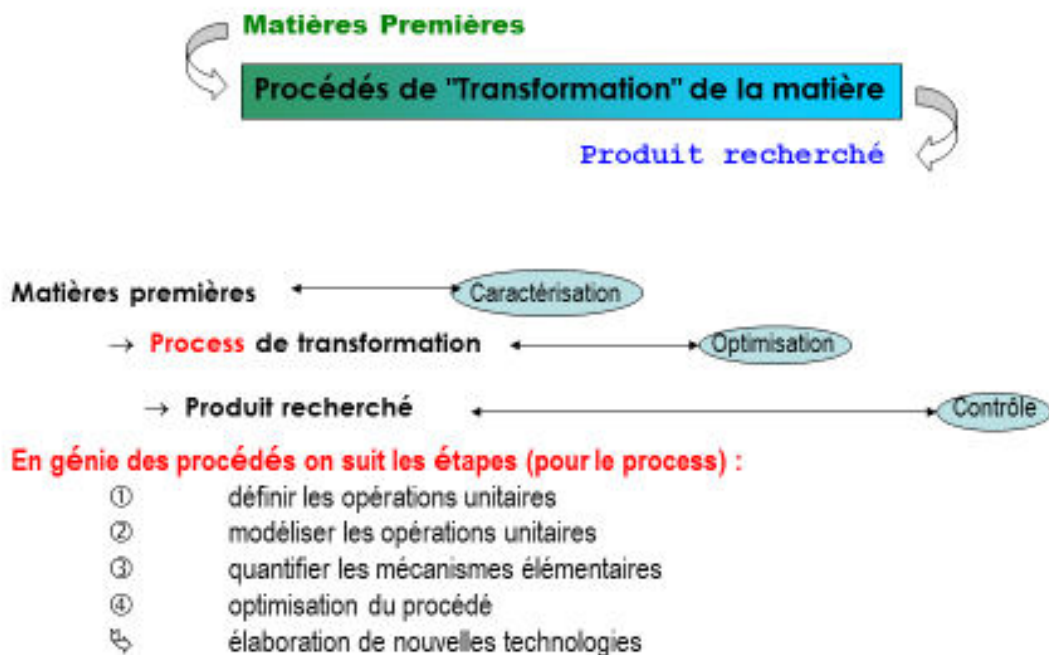 Matières Premières
Procédés de "Transformation" de la matière
Produit recherché
Matières premières Caractérisation
→ Process de transformation Optimisation
→ Produit recherché Contrôle
En génie des procédés on suit les étapes (pour le process) :
① définir les opérations unitaires
② modéliser les opérations unitaires
③ quantifier les mécanismes élémentaires
④ optimisation du procédé
élaboration de nouvelles technologies